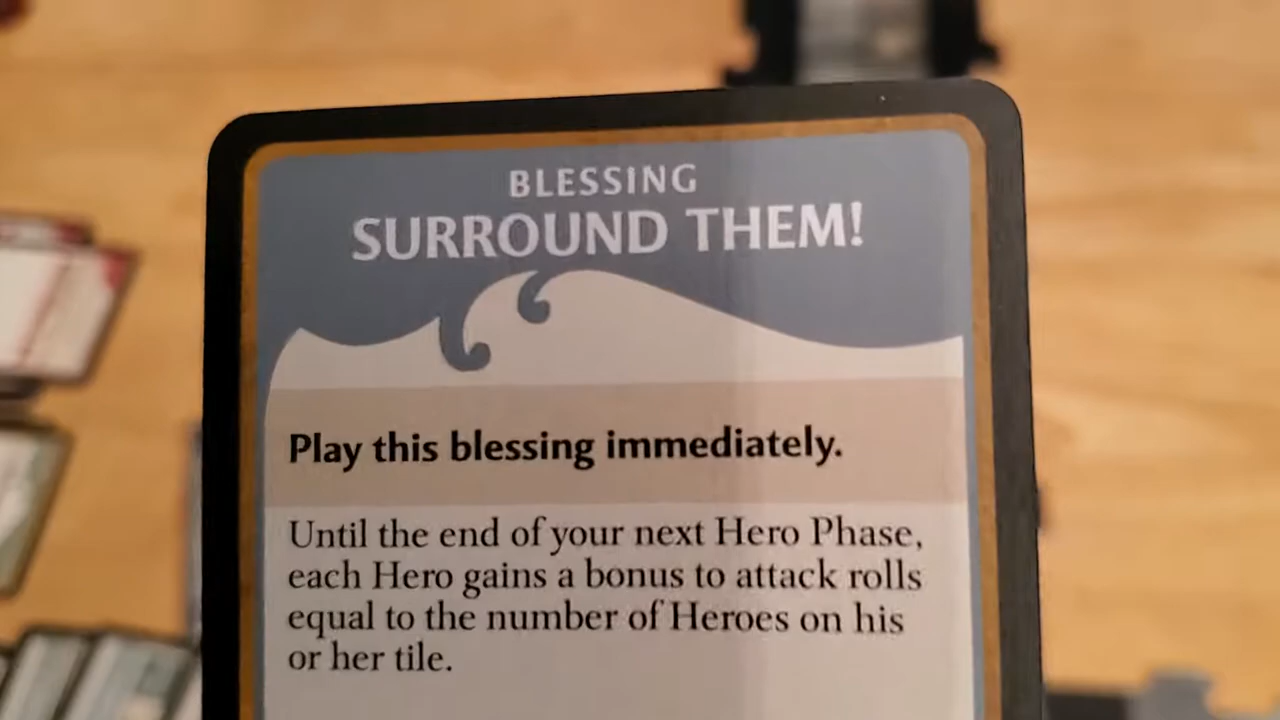 BLESSING
SURROUND THEM!
Play this blessing immediately.
Until the end of your next Hero Phase,
each Hero gains a bonus to attack rolls
equal to the number of Heroes on his
or her tile.